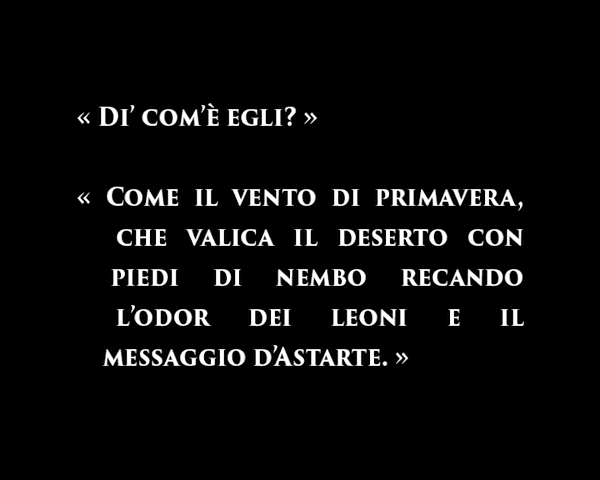 « Di’ com’è egli? »
« Come il vento di primavera,
che valica il deserto con
piedi di nembo recando
l’odor dei leoni e il
messaggio d’Astarte. »